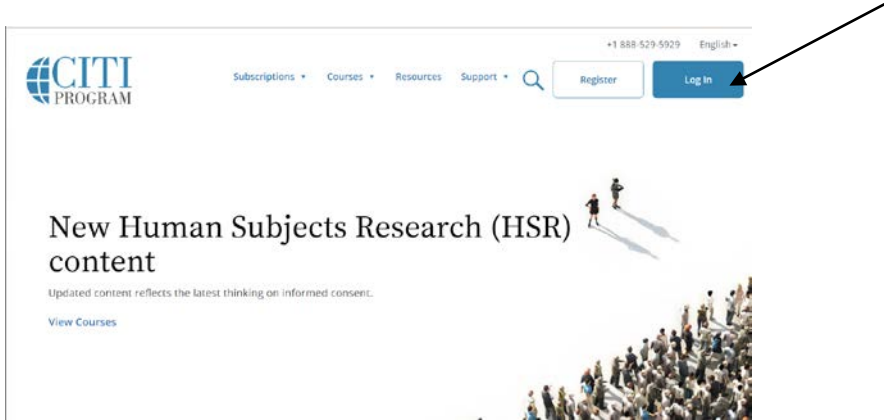 +1 888-529-5929 English
CITI
PROGRAM
Subscriptions Courses Resources Support Register Log In
New Human Subjects Research (HSR)
content
Updated content reflects the latest thinking on informed consent.
View Courses